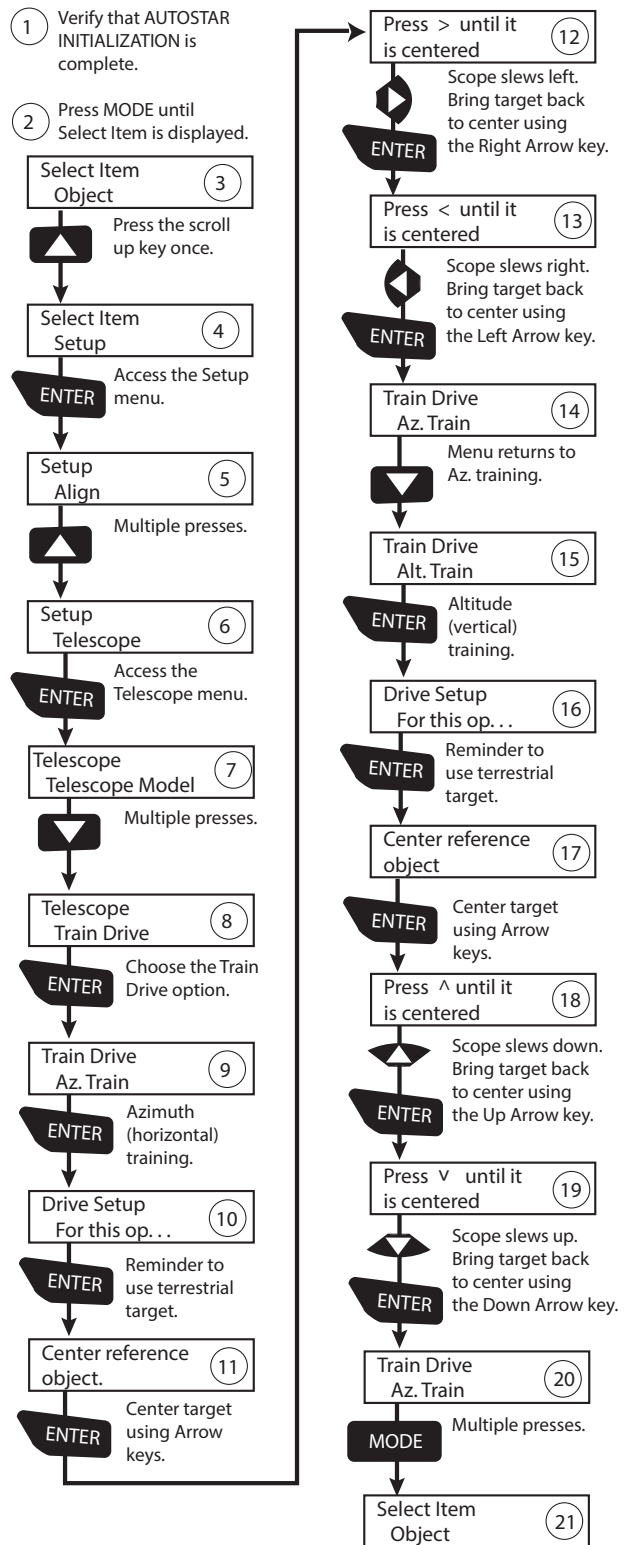 1
Verify that AUTOSTAR
INITIALIZATION is
complete.
2
Press MODE until
Select Item is displayed.
Select Item
Object
3
Press the scroll
up key once.
Select Item
Setup
4
ENTER
Access the Setup
menu.
Setup
Align
5
Multiple presses.
Setup
Telescope
6
ENTER
Access the
Telescope menu.
Telescope
Telescope Model
7
Multiple presses.
Telescope
Train Drive
8
ENTER
Choose the Train
Drive option.
Train Drive
Az. Train
9
ENTER
Azimuth
(horizontal)
training.
Drive Setup
For this op. . .
10
ENTER
Reminder to
use terrestrial
target.
Center reference
object.
11
ENTER
Center target
using Arrow
keys.
Press > until it
is centered
12
Scope slews left.
Bring target back
to center using
the Right Arrow key.
ENTER
Press < until it
is centered
13
Scope slews right.
Bring target back
to center using
the Left Arrow key.
ENTER
Train Drive
Az. Train
14
Menu returns to
Az. training.
Train Drive
Alt. Train
15
ENTER
Altitude
(vertical)
training.
Drive Setup
For this op. . .
16
ENTER
Reminder to
use terrestrial
target.
Center reference
object
17
ENTER
Center target
using Arrow
keys.
Press ^ until it
is centered
18
Scope slews down.
Bring target back
to center using
the Up Arrow key.
ENTER
Press v until it
is centered
19
Scope slews up.
Bring target back
to center using
the Down Arrow key.
ENTER
Train Drive
Az. Train
20
MODE
Multiple presses.
Select Item
Object
21